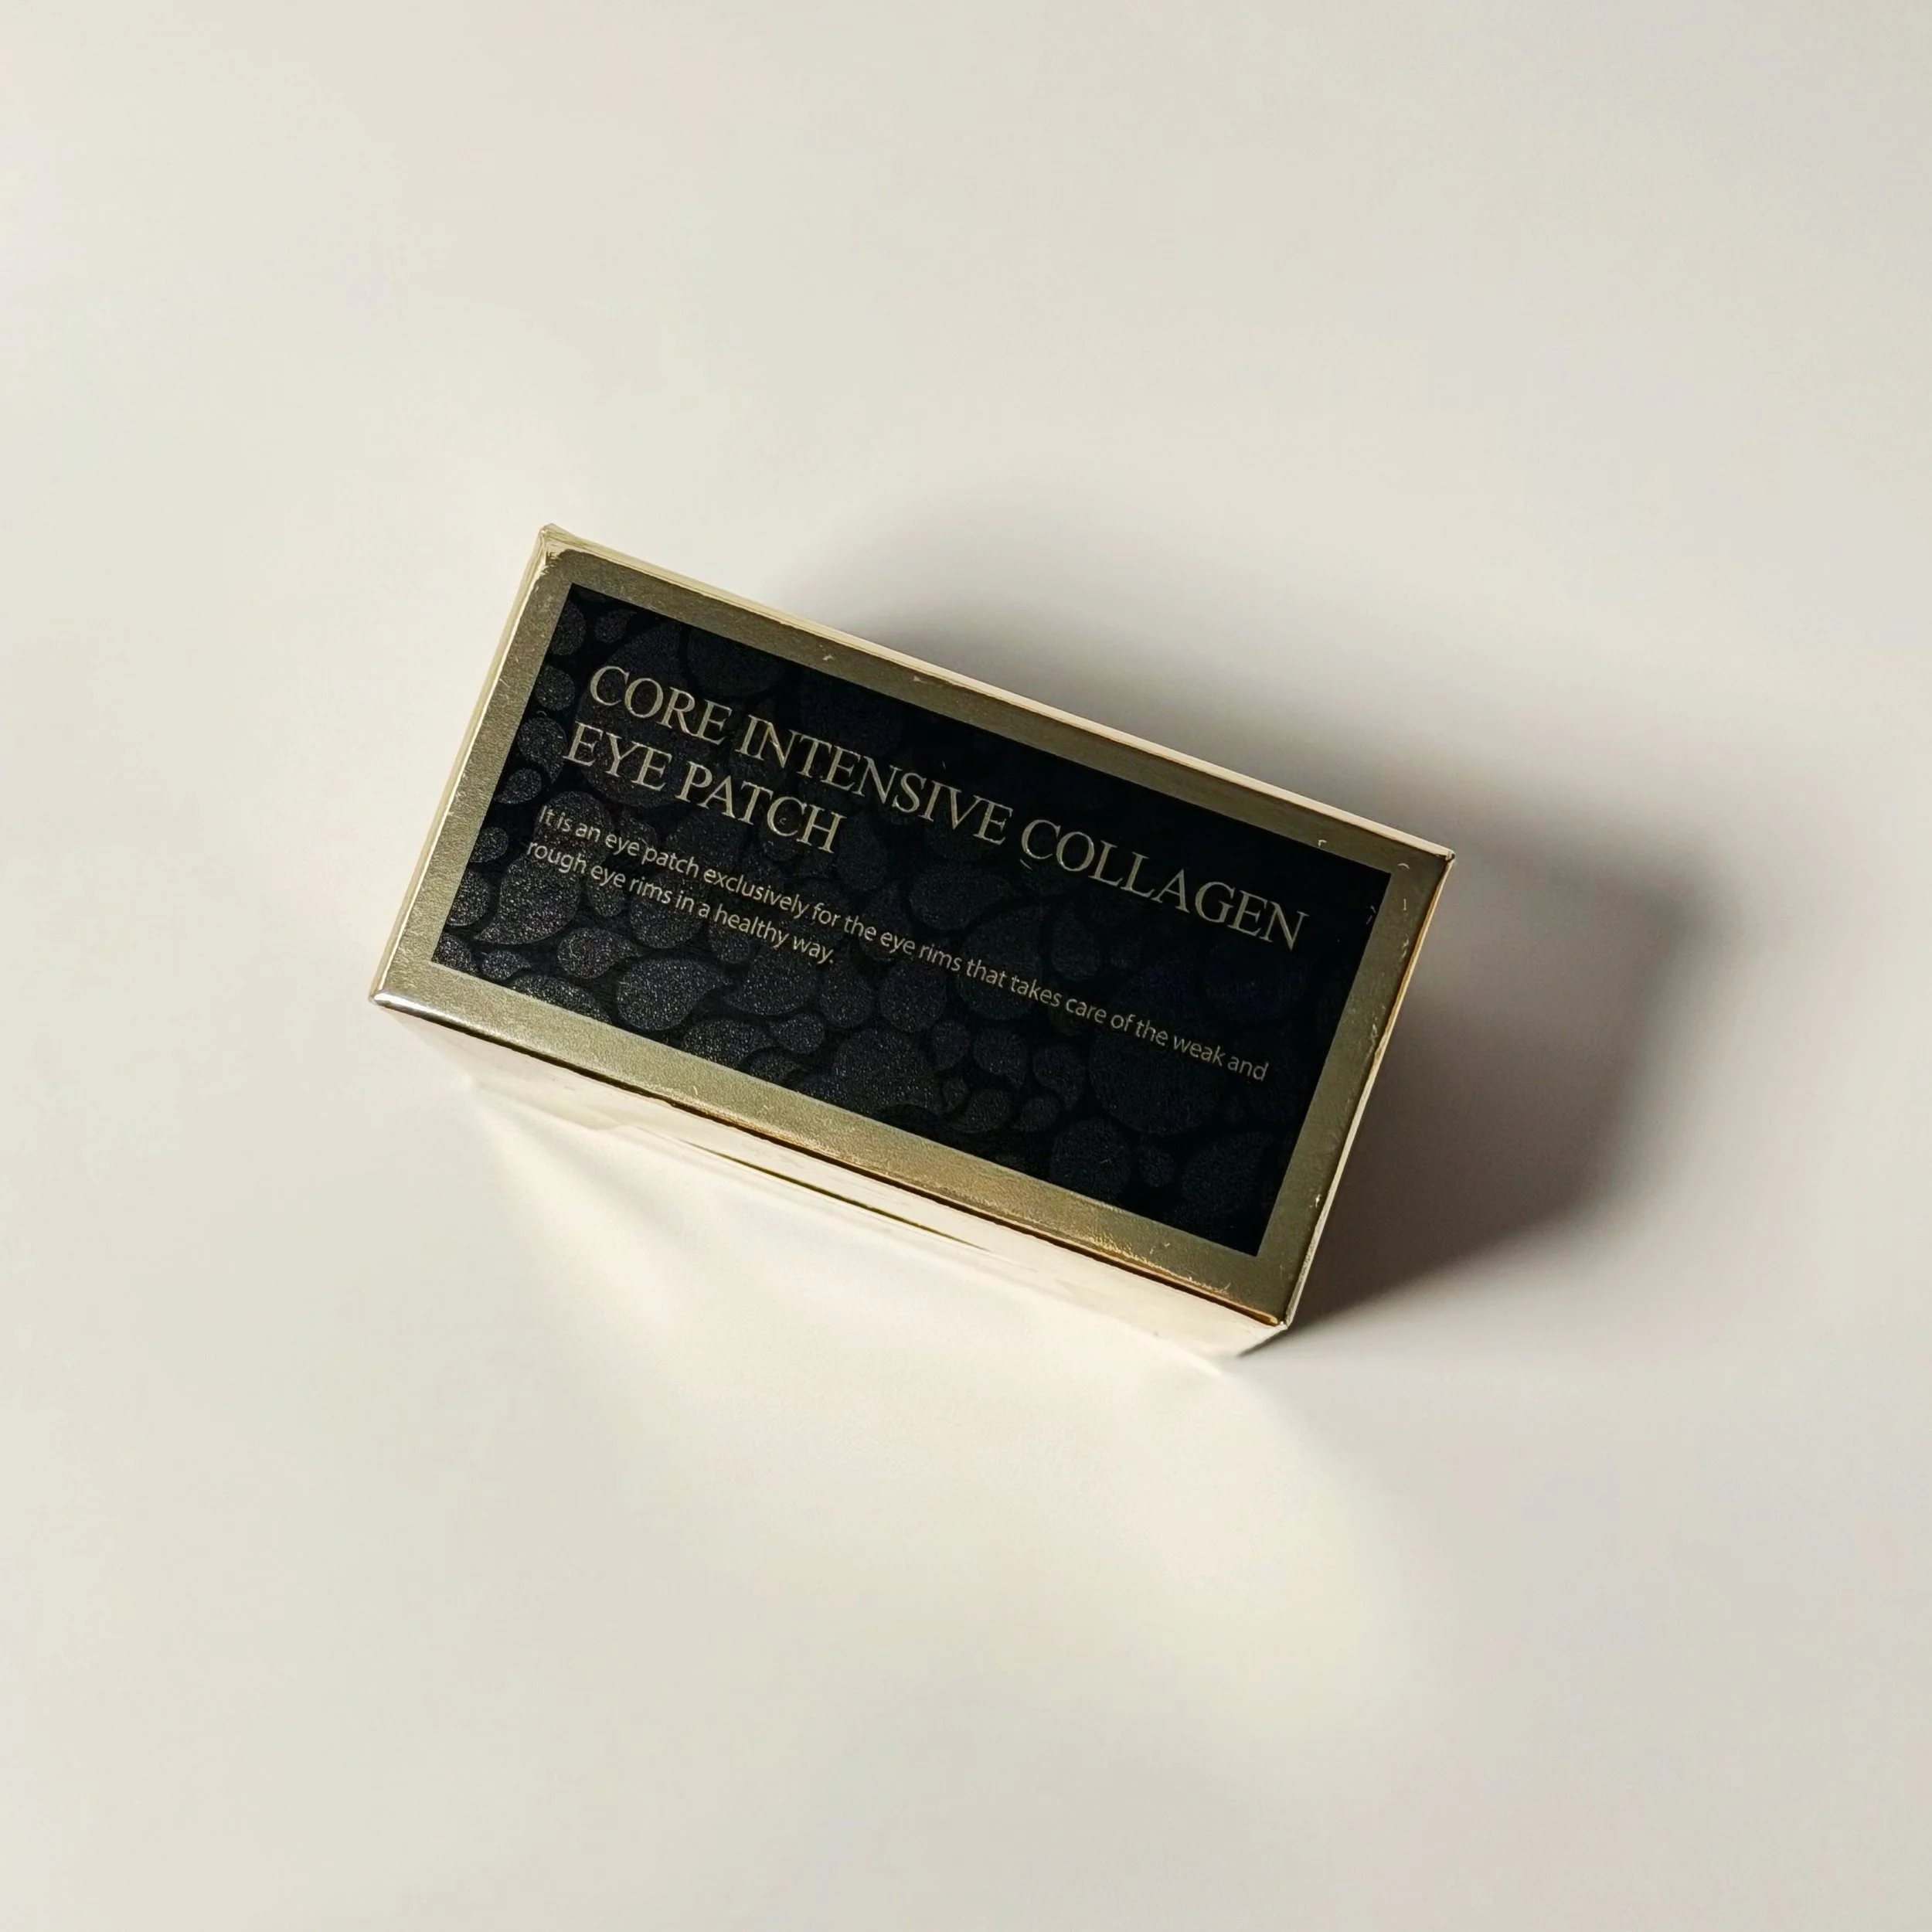 CORE INTENSIVE COLLAGEN
EYE PATCH
It is an eye patch exclusively for the eye rims that takes care of the weak and
rough eye rims in a healthy way.